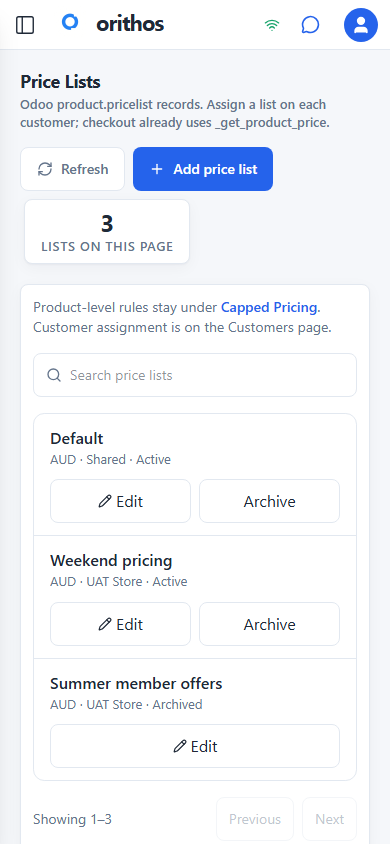 orithos
Price Lists
Odoo product.pricelist records. Assign a list on each
customer; checkout already uses _get_product_price.
Refresh
Add price list
3
LISTS ON THIS PAGE
Product-level rules stay under Capped Pricing.
Customer assignment is on the Customers page.
Search price lists
Default
AUD · Shared · Active
Edit
Archive
Weekend pricing
AUD · UAT Store · Active
Edit
Archive
Summer member offers
AUD · UAT Store · Archived
Edit
Showing 1–3
Previous
Next